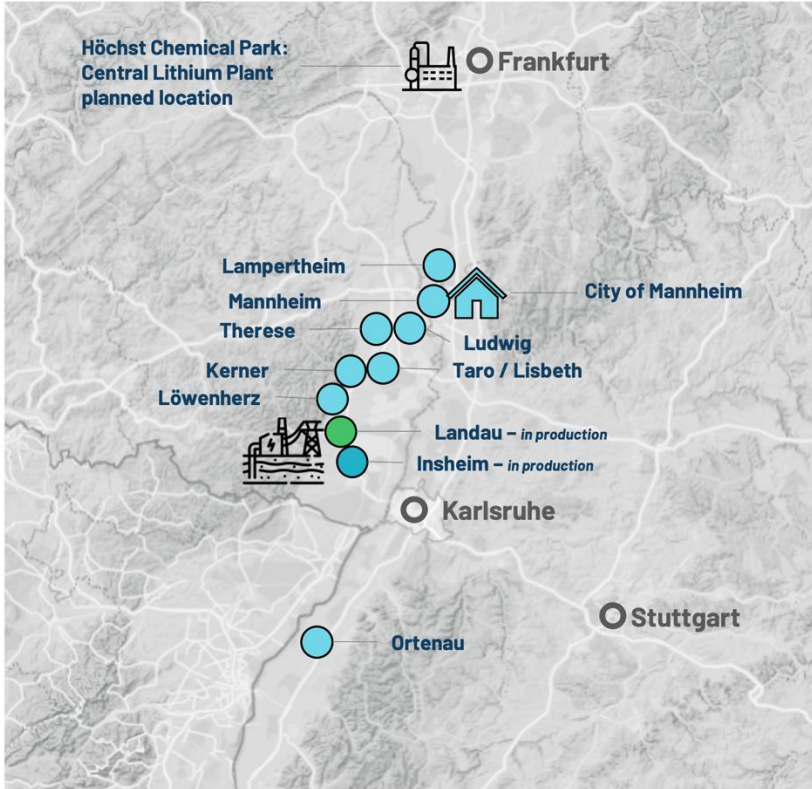 Höchst Chemical Park:
Central Lithium Plant
planned location
Frankfurt
Lampertheim
City of Mannheim
Mannheim
Therese
Ludwig
Kerner
Taro / Lisbeth
Löwenherz
Landau – in production
Insheim – in production
Karlsruhe
Stuttgart
Ortenau